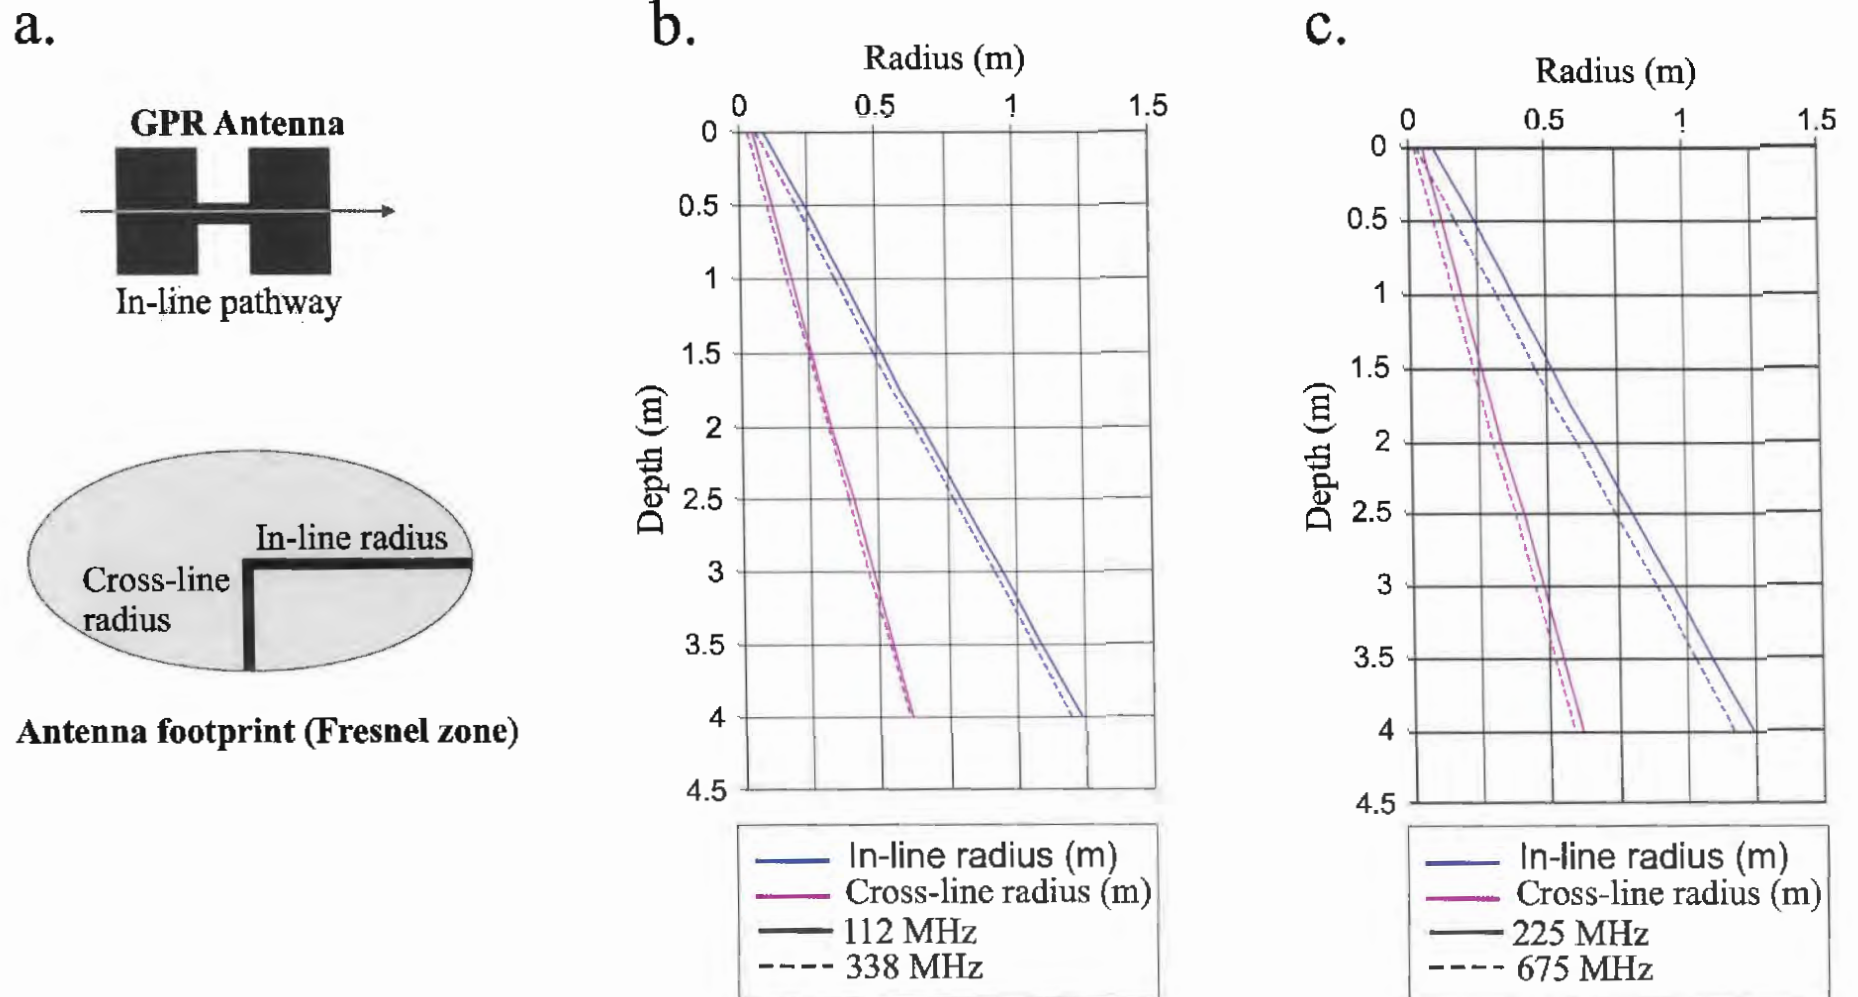 a.
GPR Antenna
In-line pathway
In-line radius
Cross-line
radius
Antenna footprint (Fresnel zone)
b.
Radius (m)
0 0.5 1 1.5
0
0.5
1
1.5
2
2.5
3
3.5
4
4.5
Depth (m)
In-line radius (m)
Cross-line radius (m)
112 MHz
338 MHz
c.
Radius (m)
0 0.5 1 1.5
0
0.5
1
1.5
2
2.5
3
3.5
4
4.5
Depth (m)
In-line radius (m)
Cross-line radius (m)
225 MHz
675 MHz